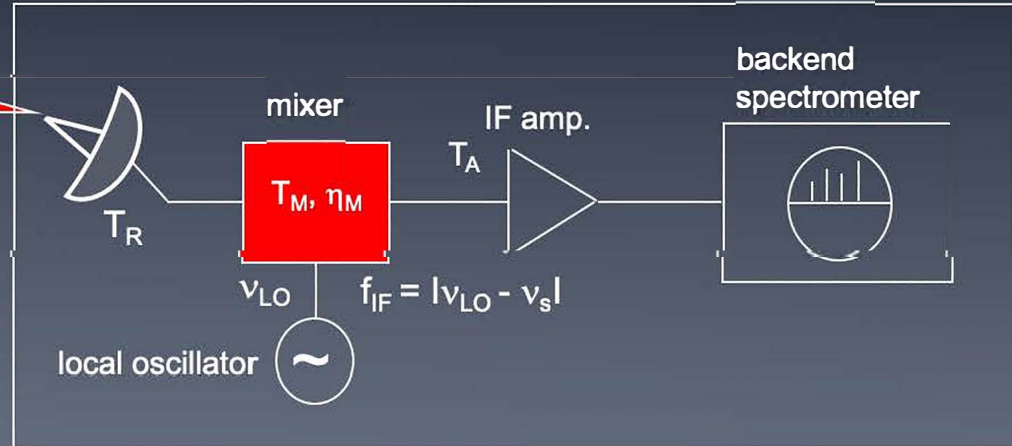 backend
spectrometer
mixer
IF amp.
T_A
T_M, η_M
T_R
ν_LO
f_IF = |ν_LO - ν_s|
local oscillator
~